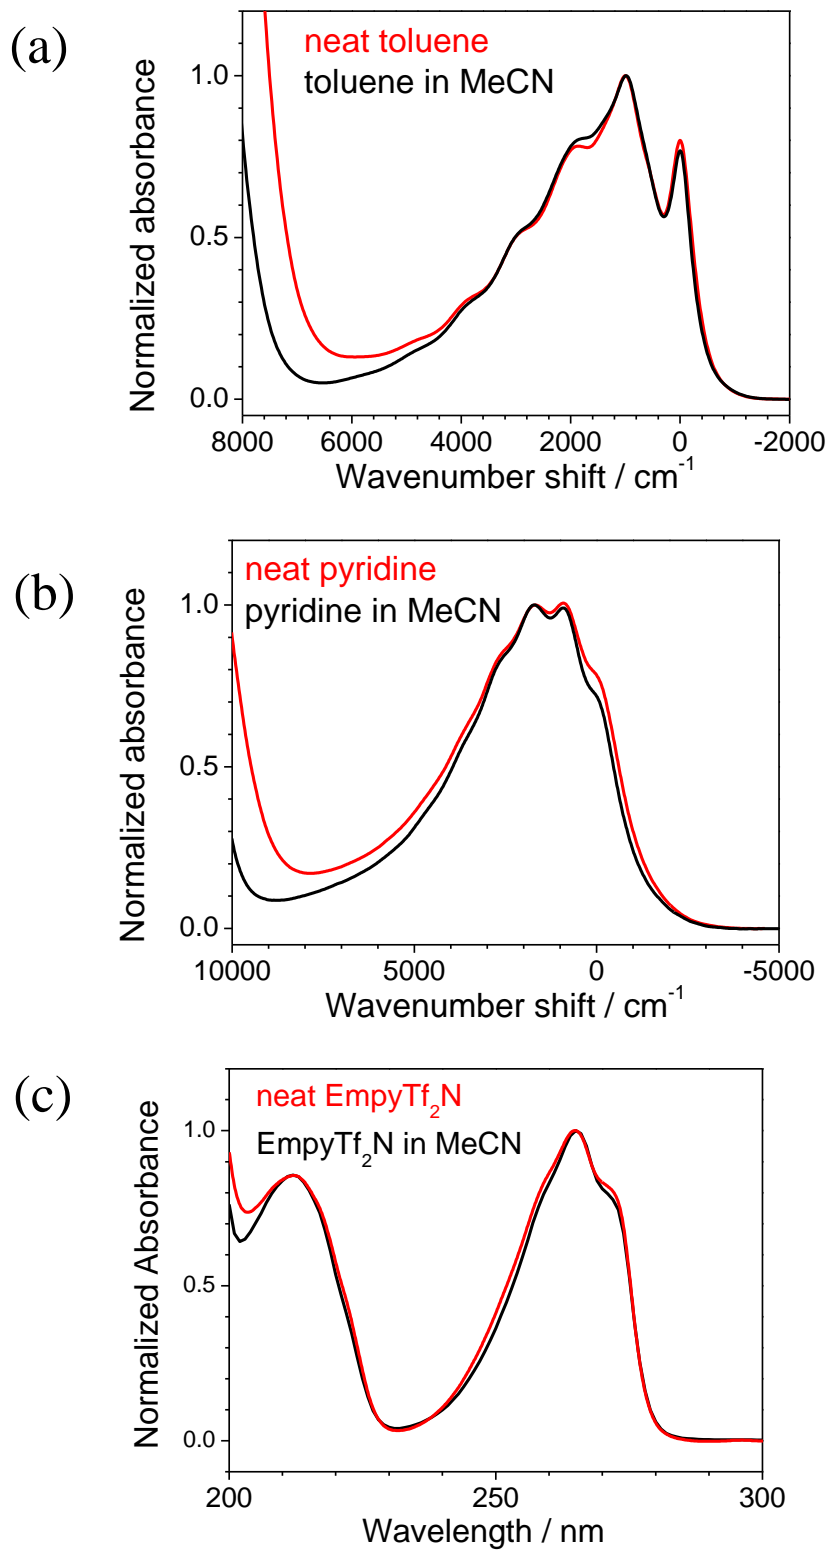 (a)
neat toluene
toluene in MeCN
Normalized absorbance
1.0
0.5
0.0
8000 6000 4000 2000 0 -2000
Wavenumber shift / cm⁻¹
(b)
neat pyridine
pyridine in MeCN
Normalized absorbance
1.0
0.5
0.0
10000 5000 0 -5000
Wavenumber shift / cm⁻¹
(c)
neat EmpyTf₂N
EmpyTf₂N in MeCN
Normalized Absorbance
1.0
0.5
0.0
200 250 300
Wavelength / nm